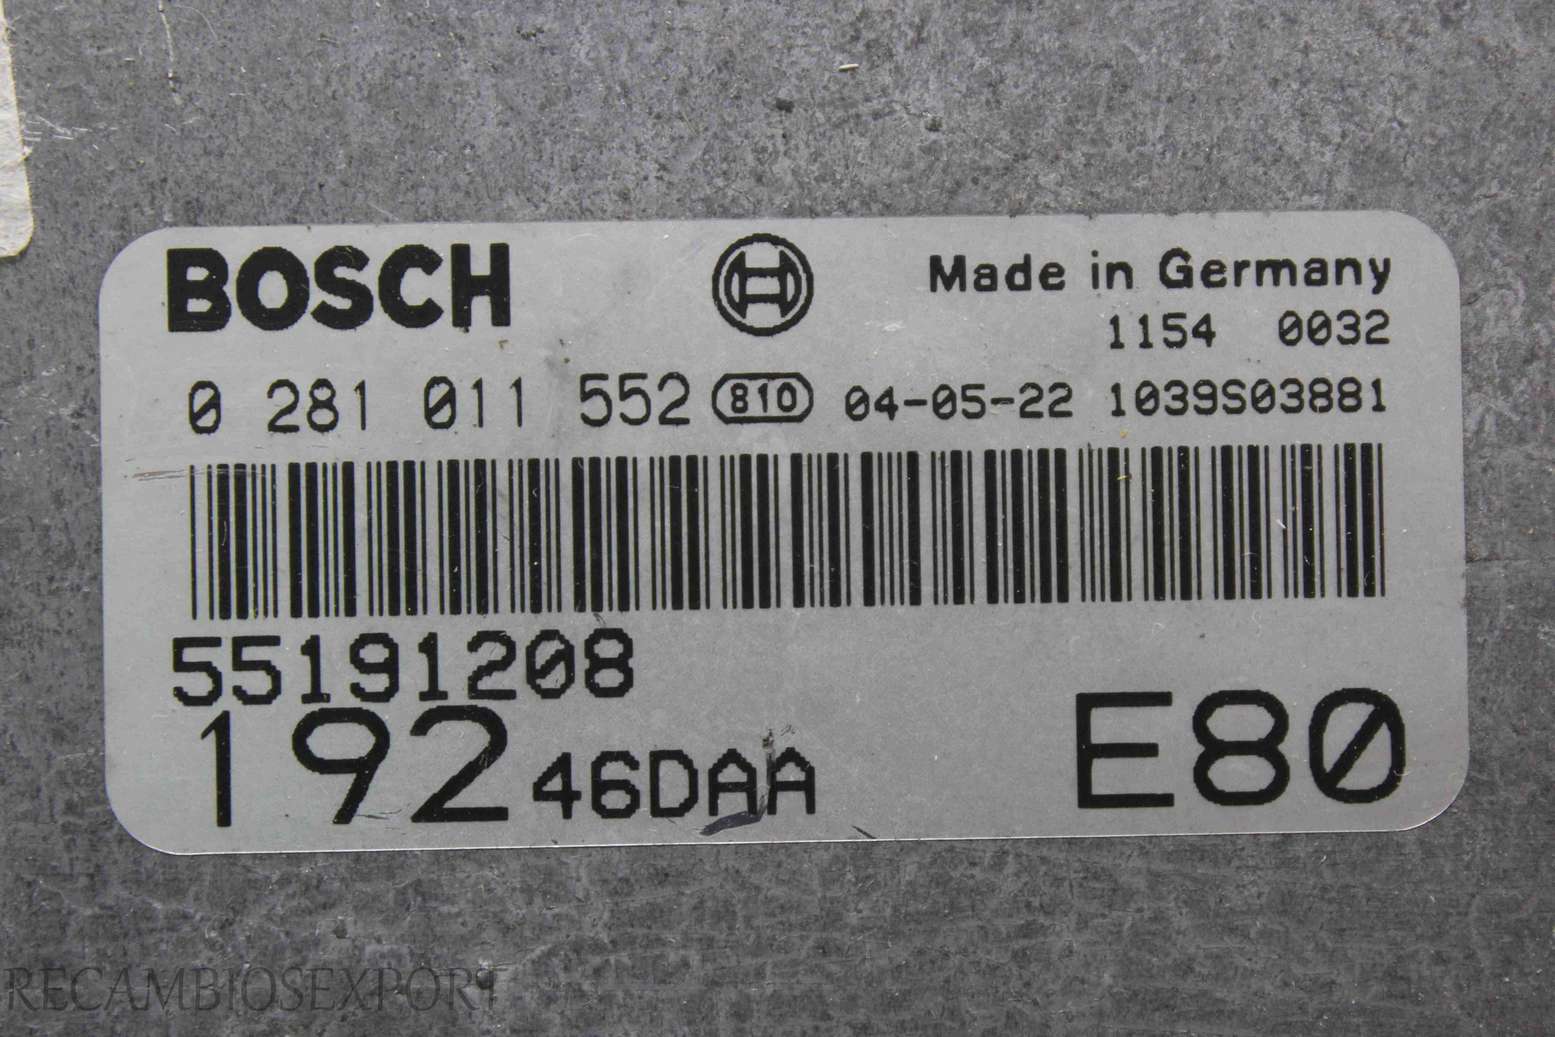 BOSCH
Made in Germany
1154 0032
0 281 011 552 810 04-05-22 1039S03881
55191208
192 46DAA E80
RECAMBIOSEXPORT